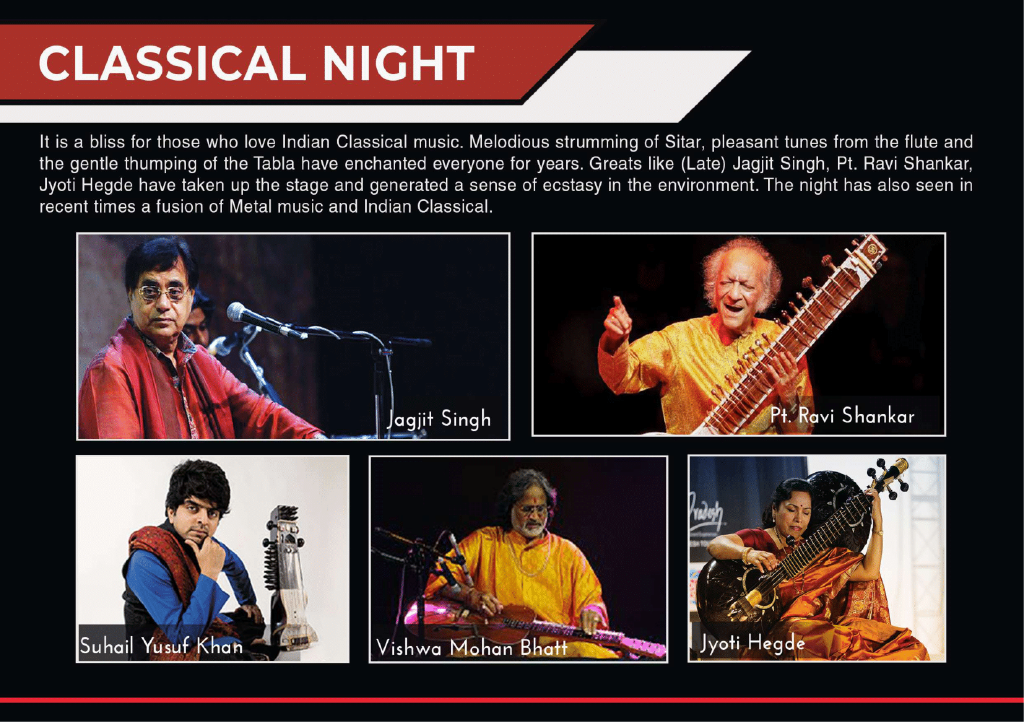 CLASSICAL NIGHT
It is a bliss for those who love Indian Classical music. Melodious strumming of Sitar, pleasant tunes from the flute and
the gentle thumping of the Tabla have enchanted everyone for years. Greats like (Late) Jagjit Singh, Pt. Ravi Shankar,
Jyoti Hegde have taken up the stage and generated a sense of ecstasy in the environment. The night has also seen in
recent times a fusion of Metal music and Indian Classical.
Jagjit Singh
Pt. Ravi Shankar
Suhail Yusuf Khan
Vishwa Mohan Bhatt
Pradesh
Jyoti Hegde